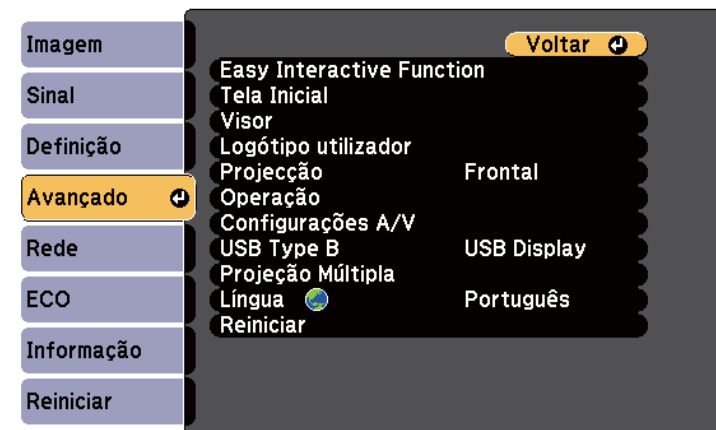 Imagem
Sinal
Definição
Avançado
Rede
ECO
Informação
Reiniciar
Voltar
Easy Interactive Function
Tela Inicial
Visor
Logótipo utilizador
Projecção Frontal
Operação
Configurações A/V
USB Type B USB Display
Projeção Múltipla
Língua Português
Reiniciar